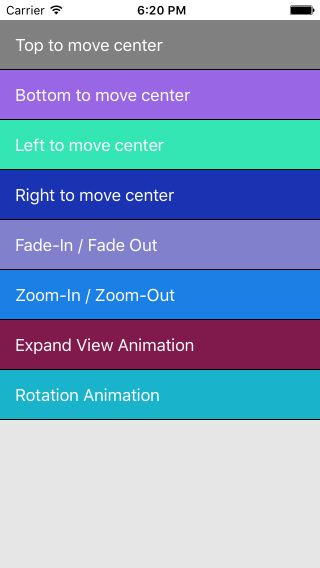 Carrier 6:20 PM
Top to move center
Bottom to move center
Left to move center
Right to move center
Fade-In / Fade Out
Zoom-In / Zoom-Out
Expand View Animation
Rotation Animation